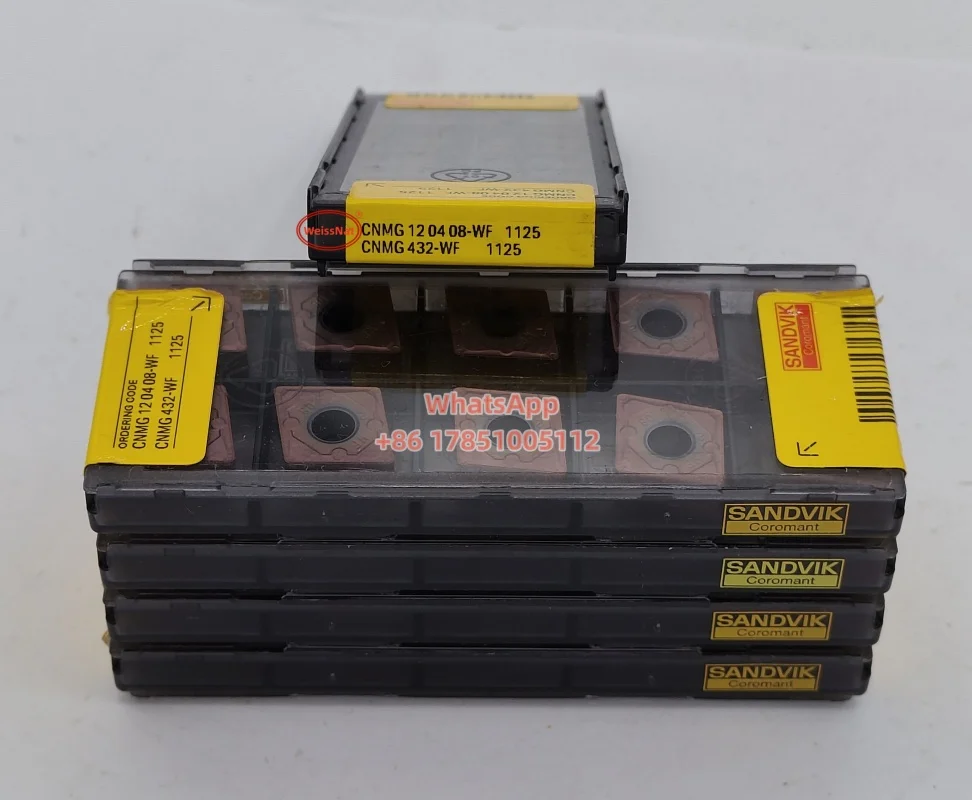 WeissNat
CNMG 12 04 08-WF 1125
CNMG 432-WF 1125
ORDERING CODE
CNMG 12 04 08-WF 1125
CNMG 432-WF 1125
SANDVIK
Coromant
WhatsApp
+86 17851005112
SANDVIK
Coromant
SANDVIK
Coromant
SANDVIK
Coromant
SANDVIK
Coromant